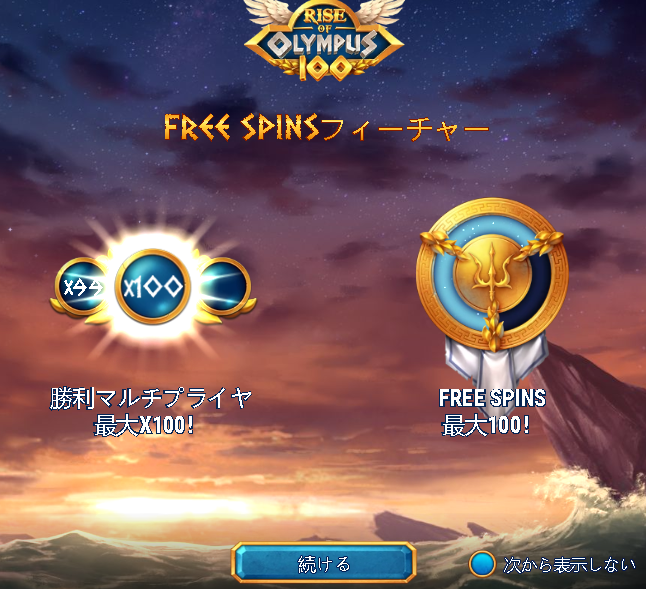 RISE
OF
OLYMPUS
100
FREE SPINSフィーチャー
X99
X100
勝利マルチプライヤ
最大X100!
FREE SPINS
最大100!
続ける
次から表示しない